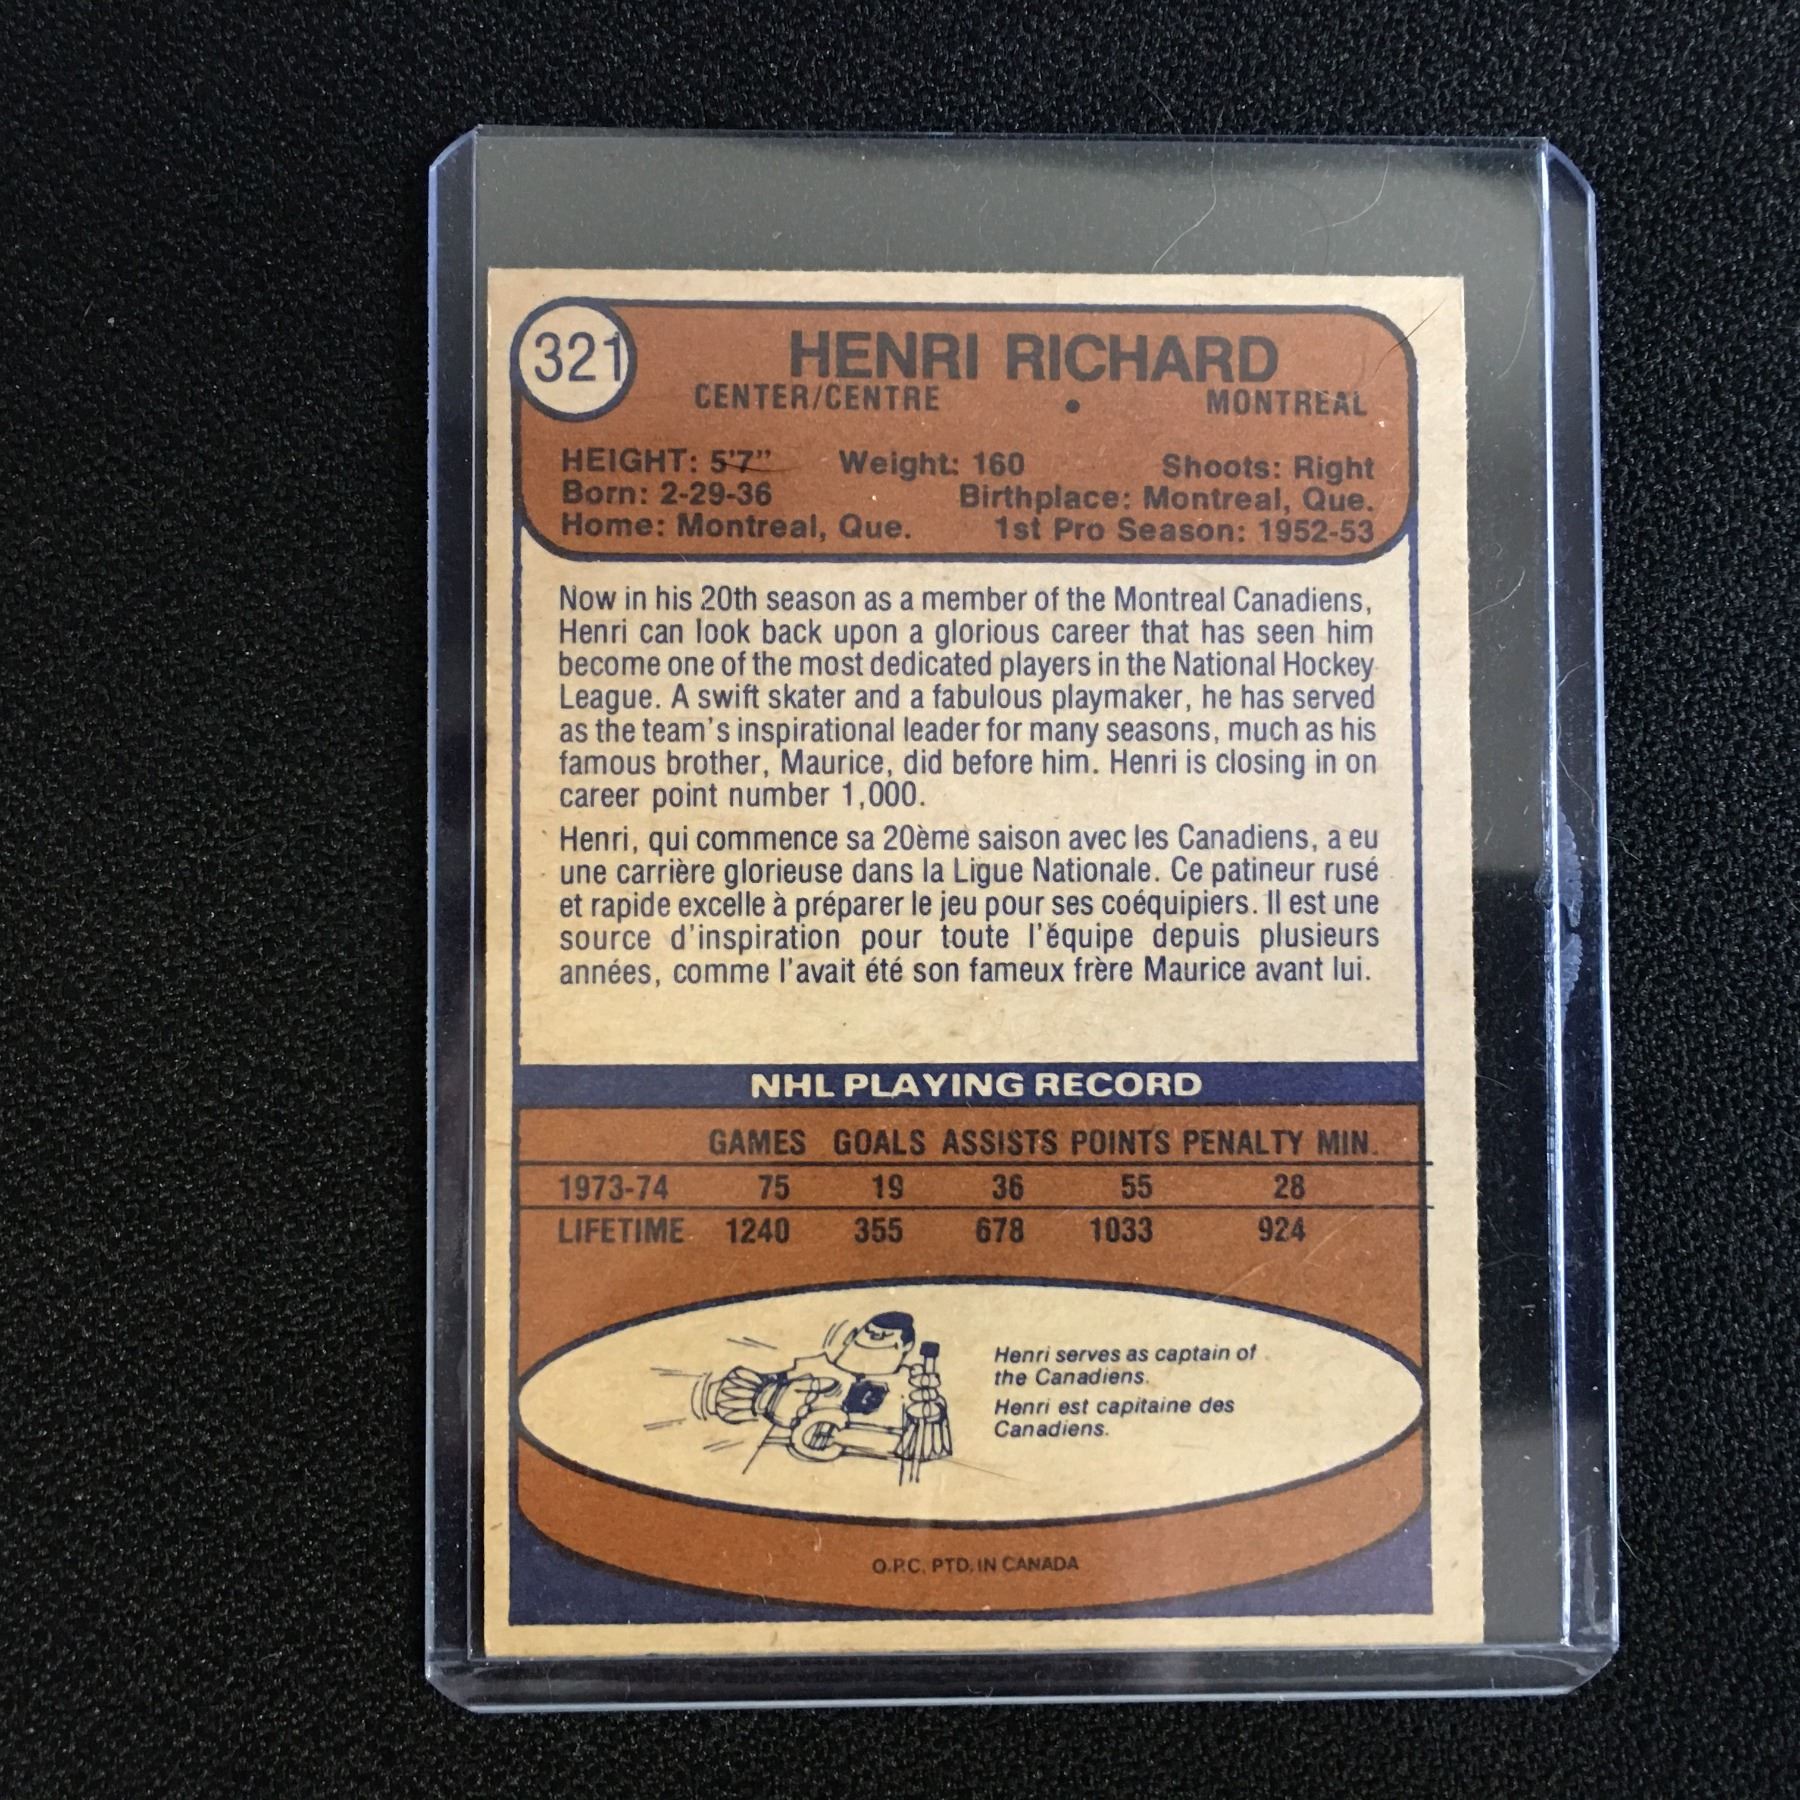 321
HENRI RICHARD
CENTER/CENTRE • MONTREAL
HEIGHT: 5'7" Weight: 160 Shoots: Right
Born: 2-29-36 Birthplace: Montreal, Que.
Home: Montreal, Que. 1st Pro Season: 1952-53
Now in his 20th season as a member of the Montreal Canadiens,
Henri can look back upon a glorious career that has seen him
become one of the most dedicated players in the National Hockey
League. A swift skater and a fabulous playmaker, he has served
as the team's inspirational leader for many seasons, much as his
famous brother, Maurice, did before him. Henri is closing in on
career point number 1,000.
Henri, qui commence sa 20ème saison avec les Canadiens, a eu
une carrière glorieuse dans la Ligue Nationale. Ce patineur rusé
et rapide excelle à préparer le jeu pour ses coéquipiers. Il est une
source d'inspiration pour toute l'équipe depuis plusieurs
années, comme l'avait été son fameux frère Maurice avant lui.
NHL PLAYING RECORD
GAMES GOALS ASSISTS POINTS PENALTY MIN.
1973-74 75 19 36 55 28
LIFETIME 1240 355 678 1033 924
Henri serves as captain of
the Canadiens.
Henri est capitaine des
Canadiens.
C
O.P.C. PTD. IN CANADA